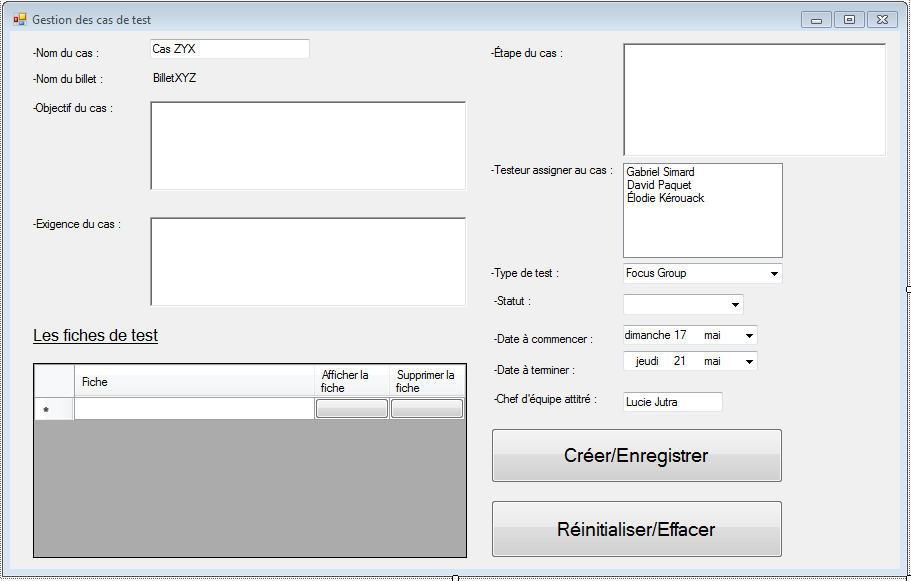 Gestion des cas de test
-Nom du cas :
Cas ZYX
-Nom du billet :
BilletXYZ
-Objectif du cas :
-Exigence du cas :
Les fiches de test
Fiche
Afficher la
fiche
Supprimer la
fiche
*
-Étape du cas :
-Testeur assigner au cas :
Gabriel Simard
David Paquet
Élodie Kérouack
-Type de test :
Focus Group
-Statut :
-Date à commencer :
dimanche 17 mai
-Date à terminer :
jeudi 21 mai
-Chef d'équipe attitré :
Lucie Jutra
Créer/Enregistrer
Réinitialiser/Effacer